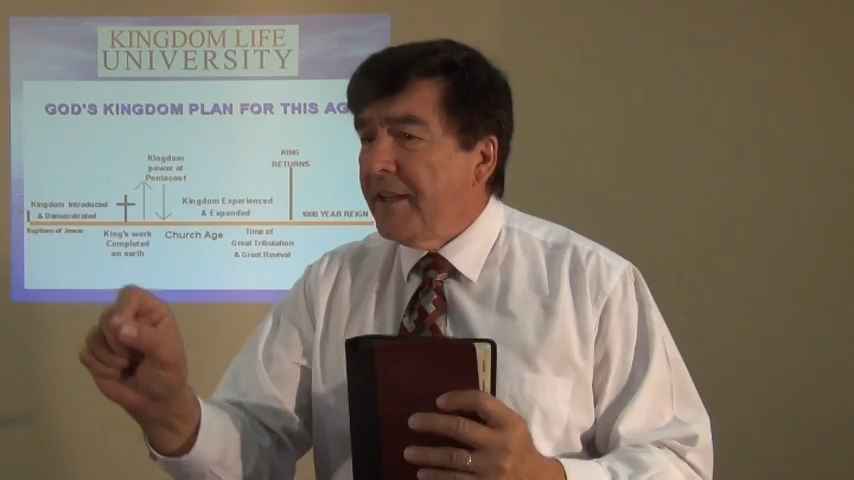 KINGDOM LIFE
UNIVERSITY
GOD'S KINGDOM PLAN FOR THIS AG
Kingdom
power at
Pentecost
KING
RETURNS
Kingdom Introduced
& Demonstrated
Kingdom Experienced
& Expanded
1000 YEAR REIGN
Baptism of Jesus
King's work
Completed
on earth
Church Age
Time of
Great Tribulation
& Great Revival